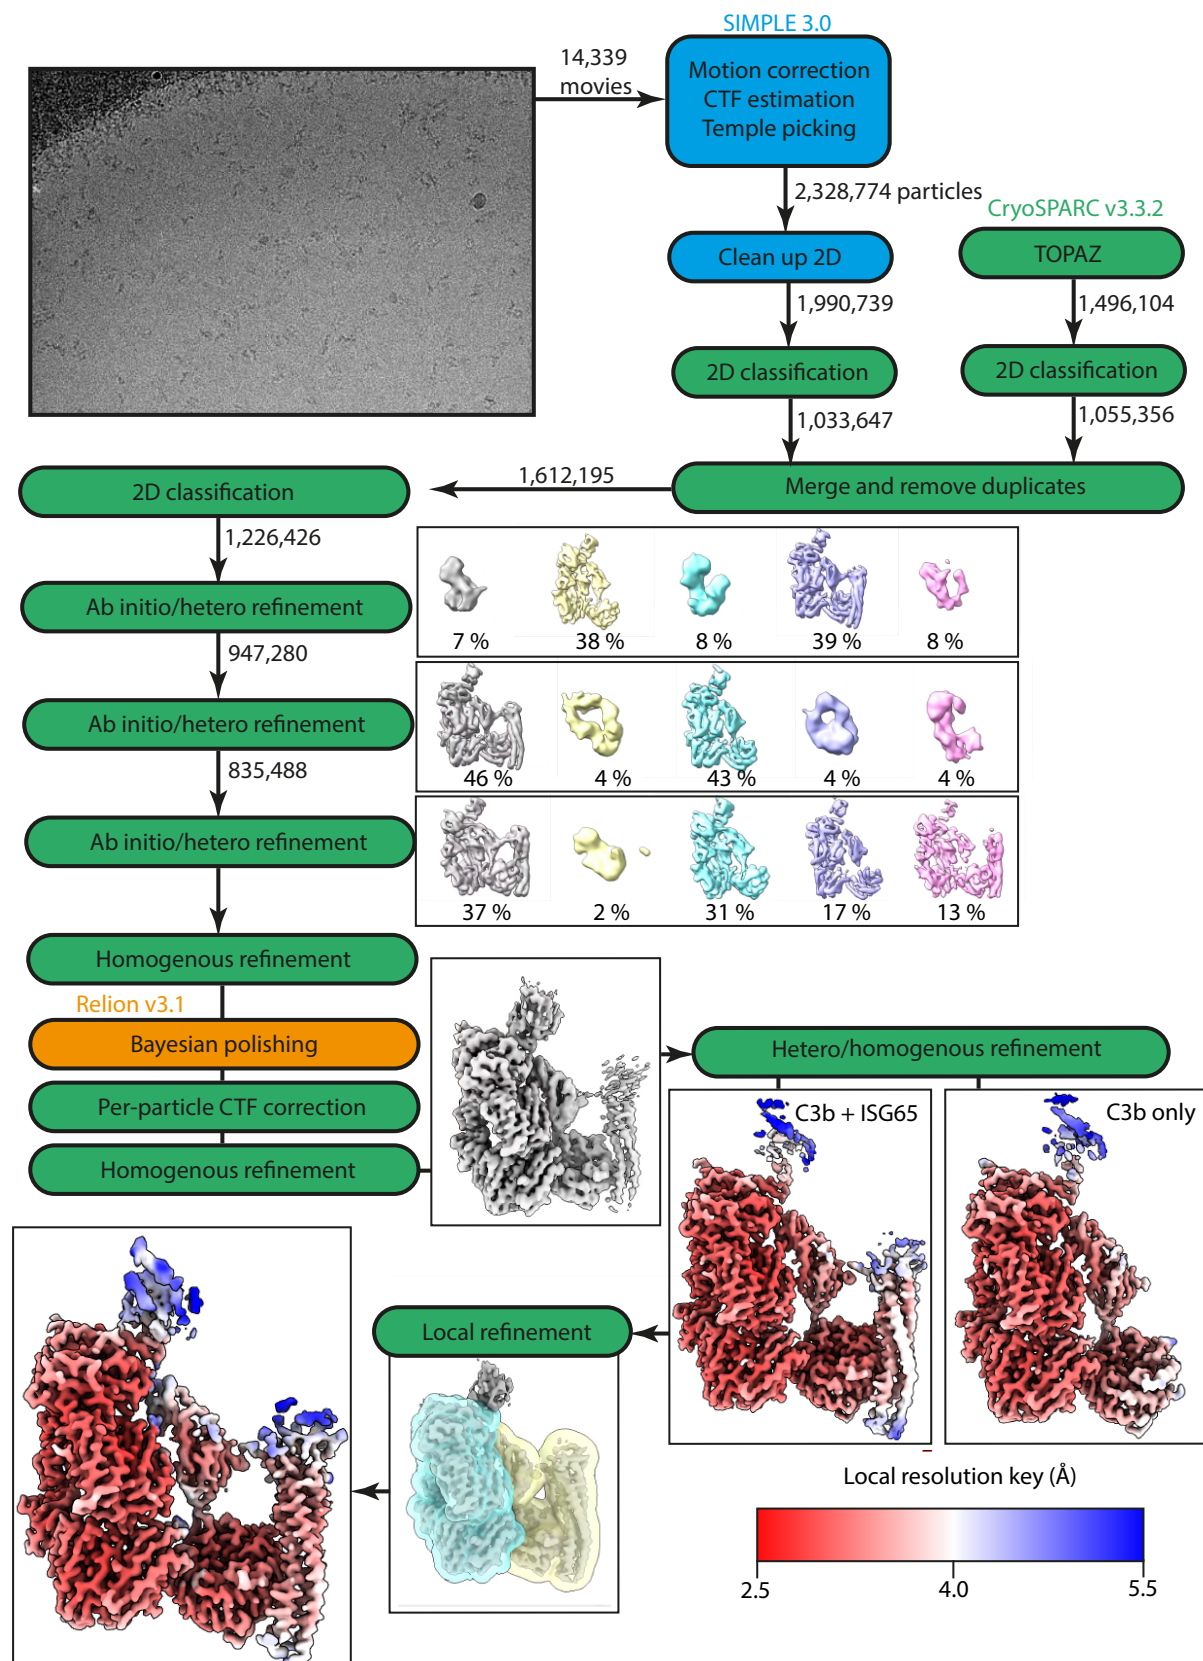 SIMPLE 3.0
14,339
movies
Motion correction
CTF estimation
Temple picking
2,328,774 particles
CryoSPARC v3.3.2
Clean up 2D
TOPAZ
1,990,739
1,496,104
2D classification
2D classification
1,033,647
1,055,356
Merge and remove duplicates
1,612,195
2D classification
1,226,426
Ab initio/hetero refinement
7 %
38 %
8 %
39 %
8 %
947,280
Ab initio/hetero refinement
46 %
4 %
43 %
4 %
4 %
835,488
Ab initio/hetero refinement
37 %
2 %
31 %
17 %
13 %
Homogenous refinement
Relion v3.1
Bayesian polishing
Per-particle CTF correction
Homogenous refinement
Hetero/homogenous refinement
C3b + ISG65
C3b only
Local refinement
Local resolution key (Å)
2.5
4.0
5.5